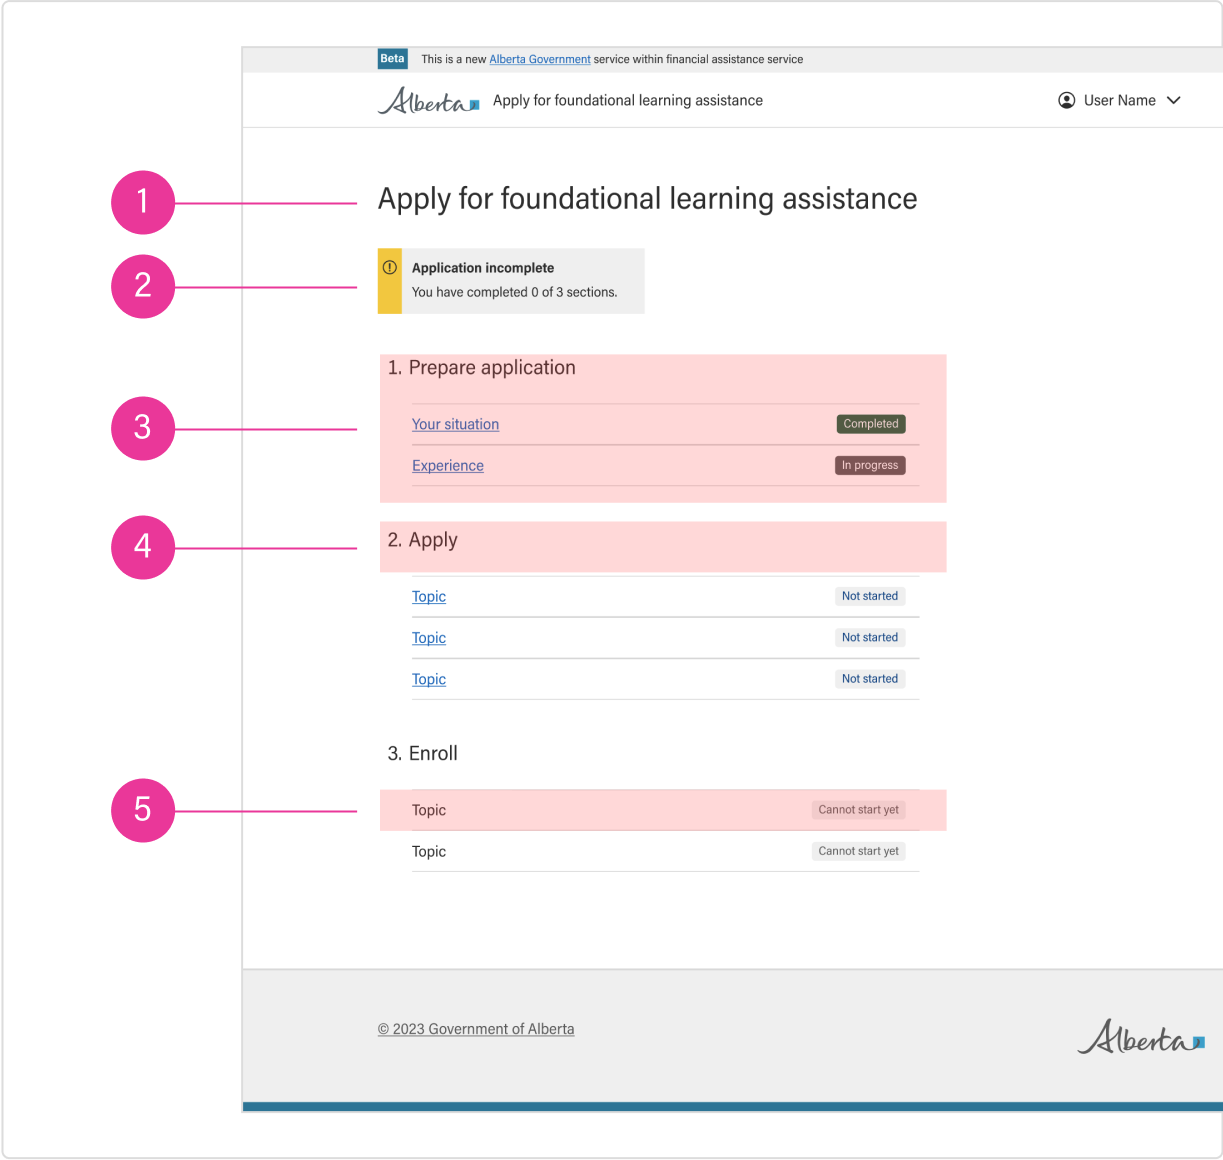 Beta This is a new Alberta Government service within financial assistance service
Alberta Apply for foundational learning assistance User Name
1 Apply for foundational learning assistance
2 Application incomplete
You have completed 0 of 3 sections.
1. Prepare application
3 Your situation Completed
Experience In progress
4 2. Apply
Topic Not started
Topic Not started
Topic Not started
3. Enroll
5 Topic Cannot start yet
Topic Cannot start yet
© 2023 Government of Alberta Alberta